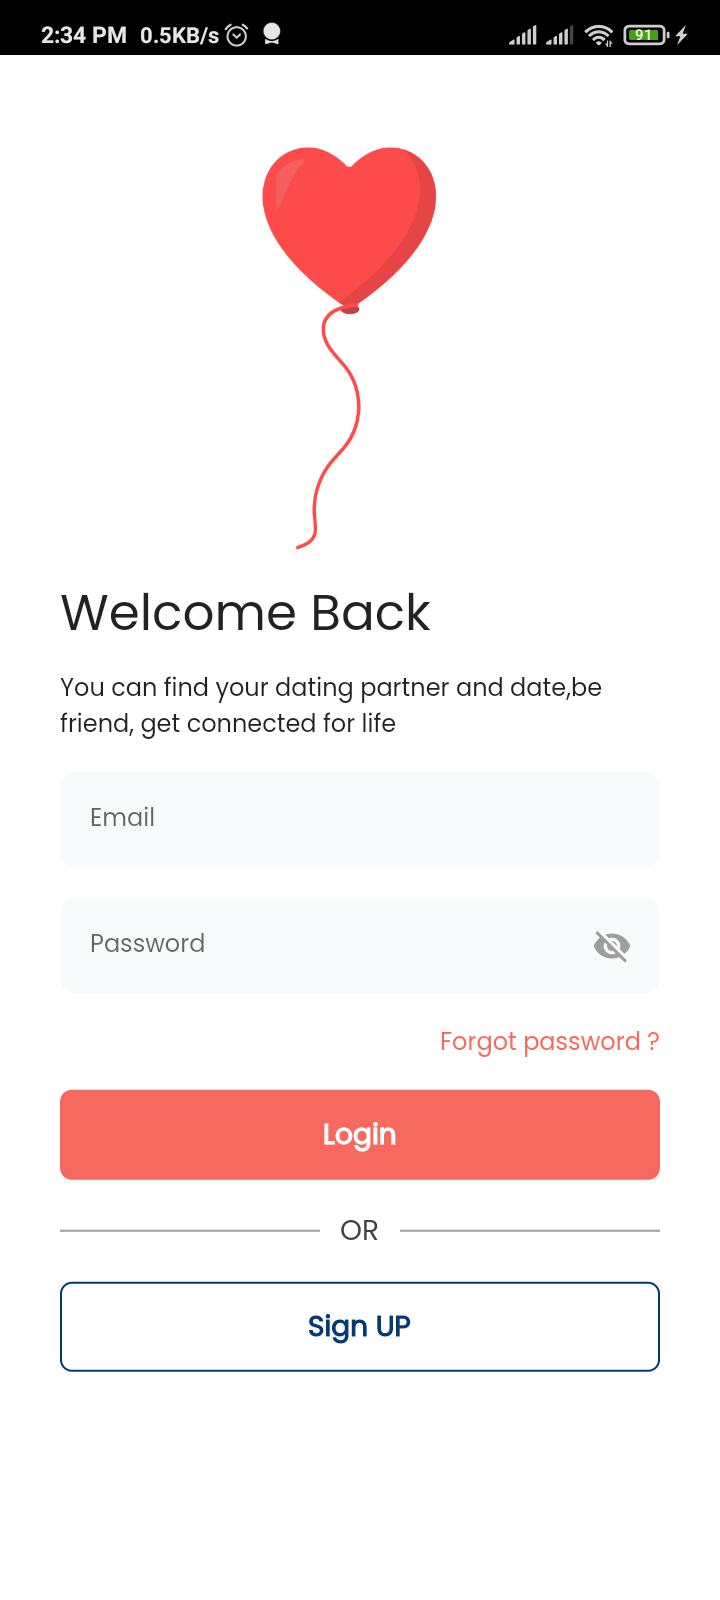 2:34 PM 0.5KB/s
91
Welcome Back
You can find your dating partner and date,be
friend, get connected for life
Email
Password
Forgot password ?
Login
OR
Sign UP